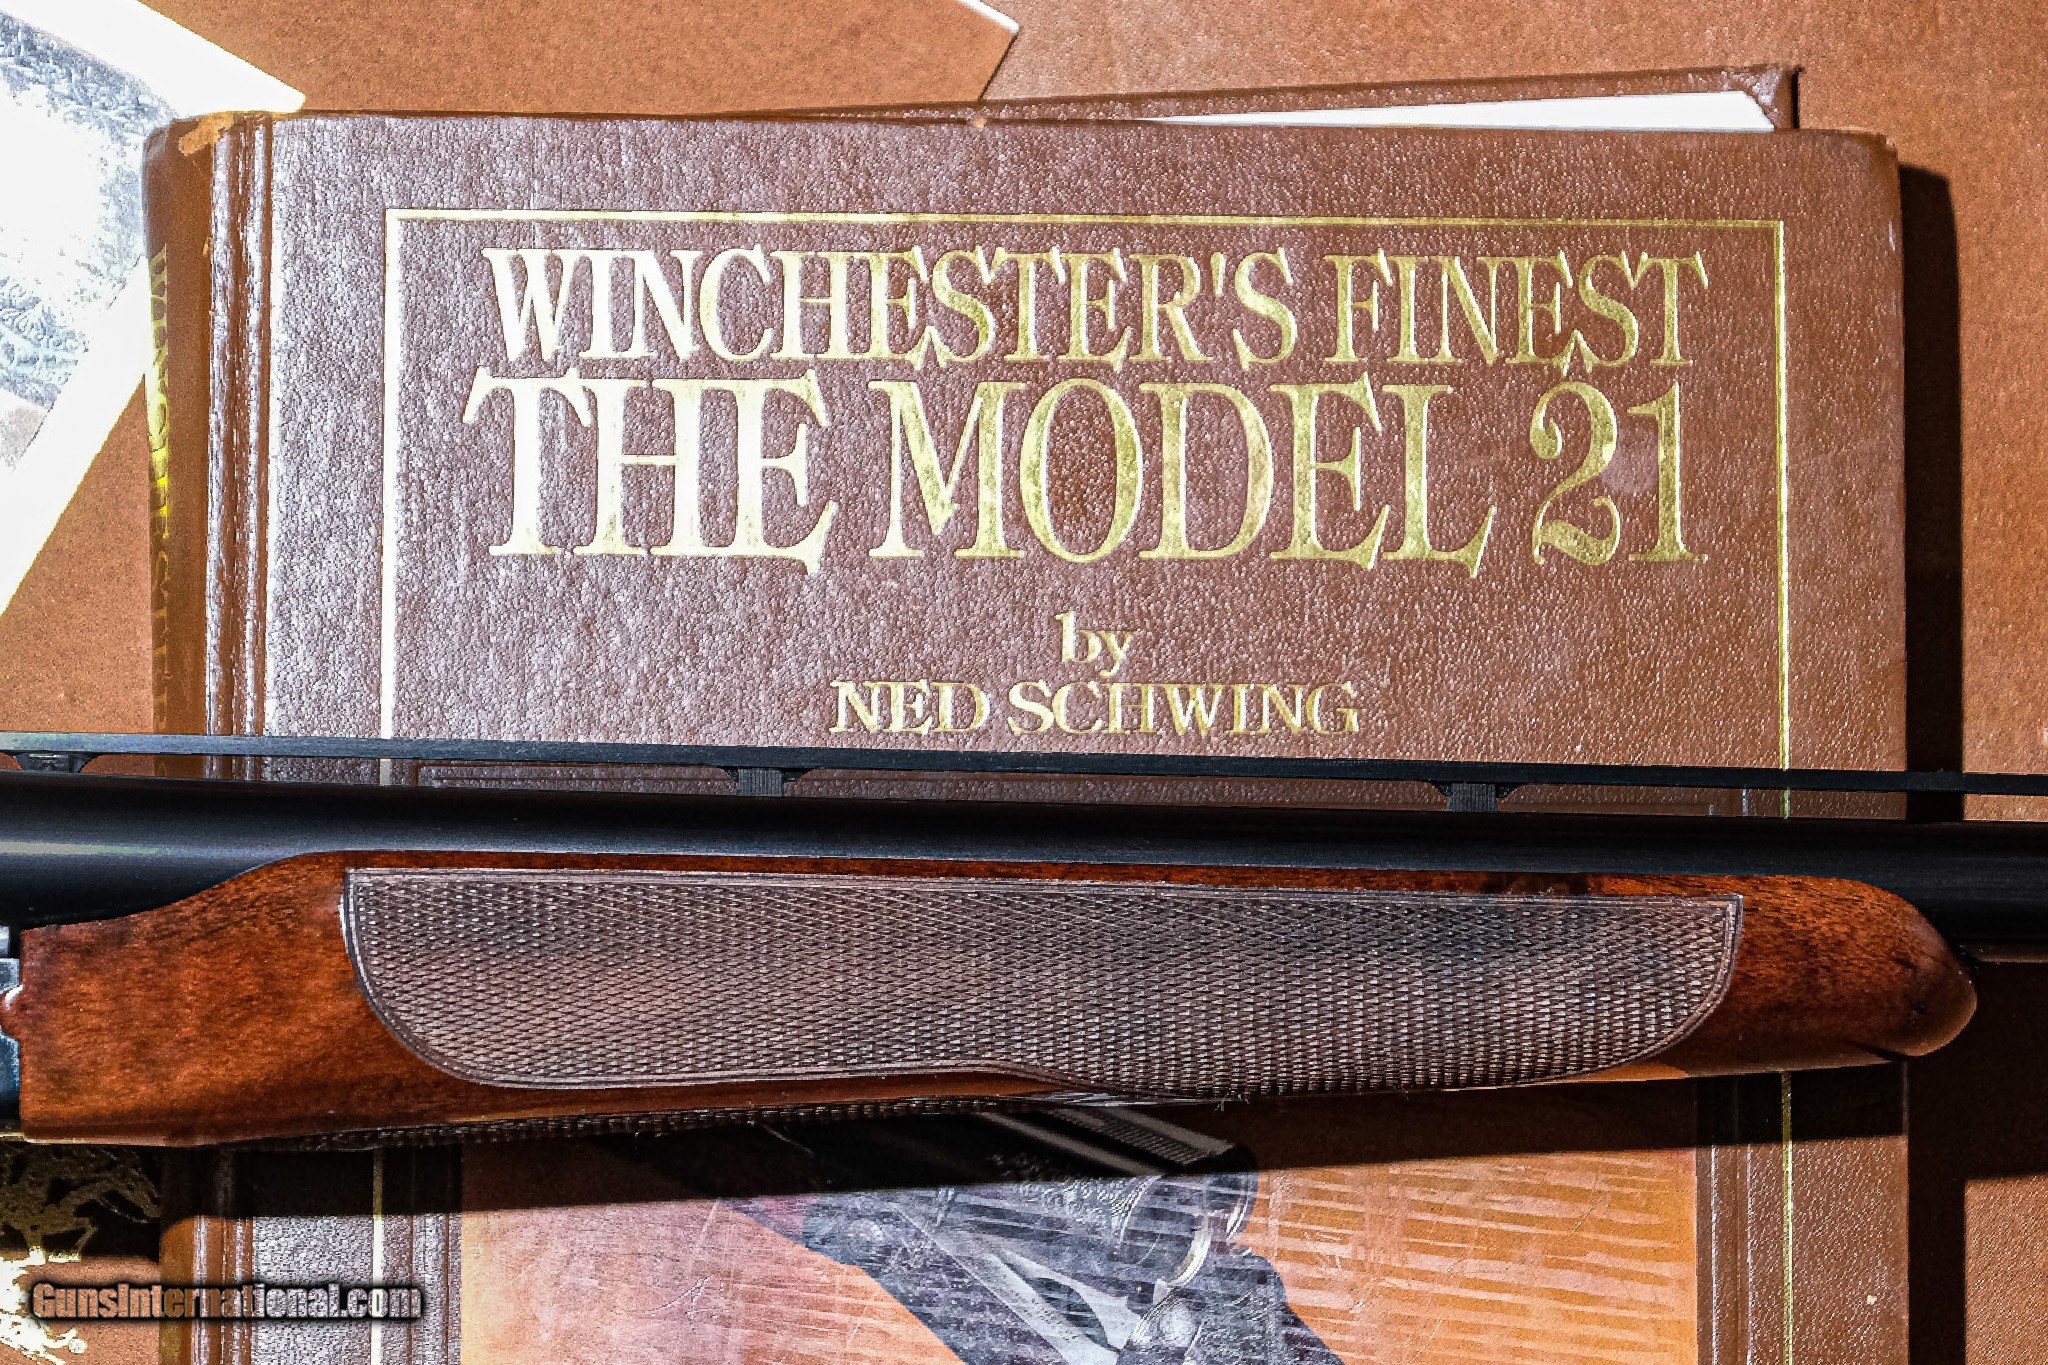 WINCHESTER'S FINEST
THE MODEL 21
by
NED SCHWING
GunsInternational.com